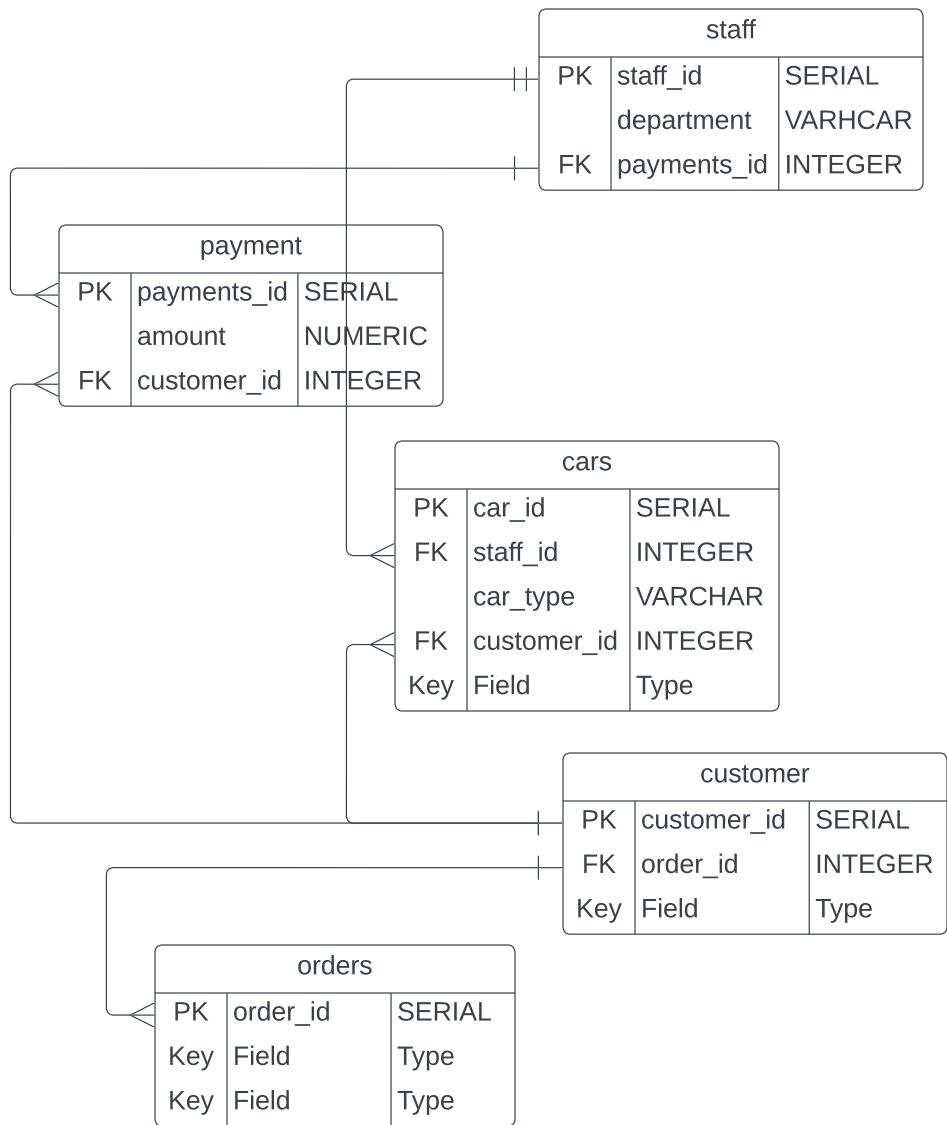 staff
PK staff_id SERIAL
department VARHCAR
FK payments_id INTEGER
payment
PK payments_id SERIAL
amount NUMERIC
FK customer_id INTEGER
cars
PK car_id SERIAL
FK staff_id INTEGER
car_type VARCHAR
FK customer_id INTEGER
Key Field Type
customer
PK customer_id SERIAL
FK order_id INTEGER
Key Field Type
orders
PK order_id SERIAL
Key Field Type
Key Field Type